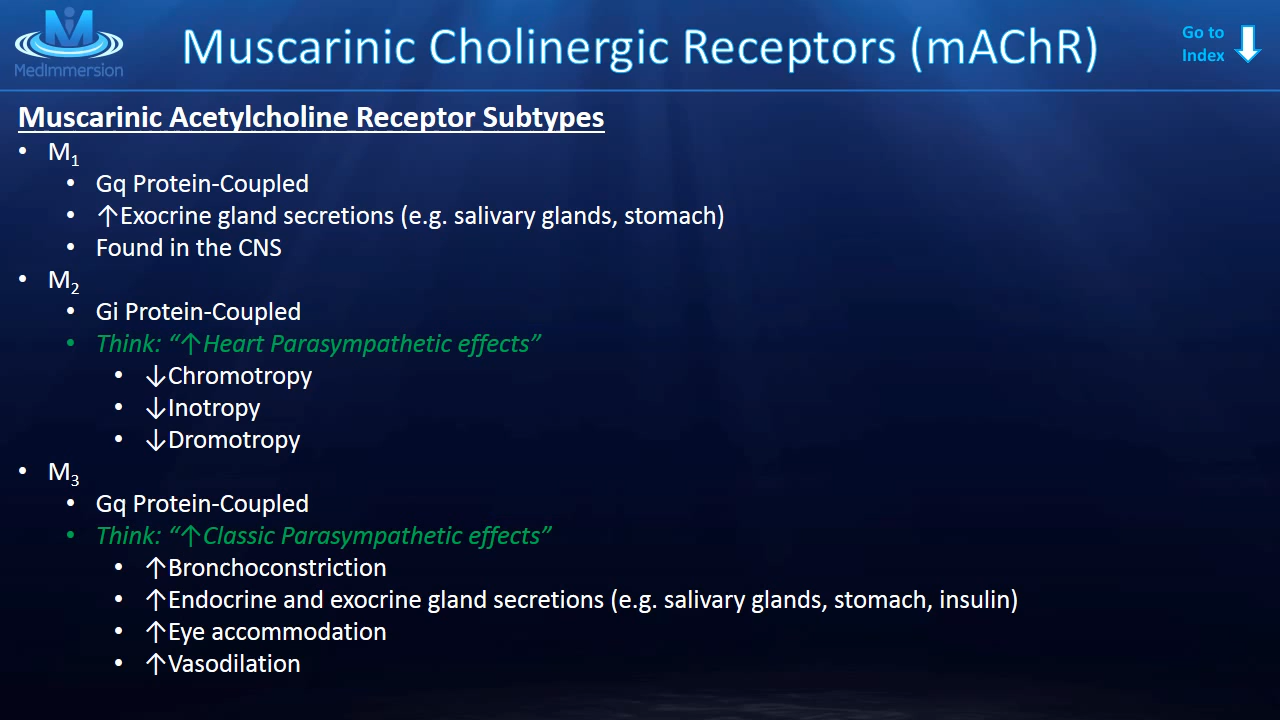 MedImmersion
Muscarinic Cholinergic Receptors (mAChR)
Go to
Index
Muscarinic Acetylcholine Receptor Subtypes
• M₁
• Gq Protein-Coupled
• ↑Exocrine gland secretions (e.g. salivary glands, stomach)
• Found in the CNS
• M₂
• Gi Protein-Coupled
• Think: “↑Heart Parasympathetic effects”
• ↓Chromotropy
• ↓Inotropy
• ↓Dromotropy
• M₃
• Gq Protein-Coupled
• Think: “↑Classic Parasympathetic effects”
• ↑Bronchoconstriction
• ↑Endocrine and exocrine gland secretions (e.g. salivary glands, stomach, insulin)
• ↑Eye accommodation
• ↑Vasodilation